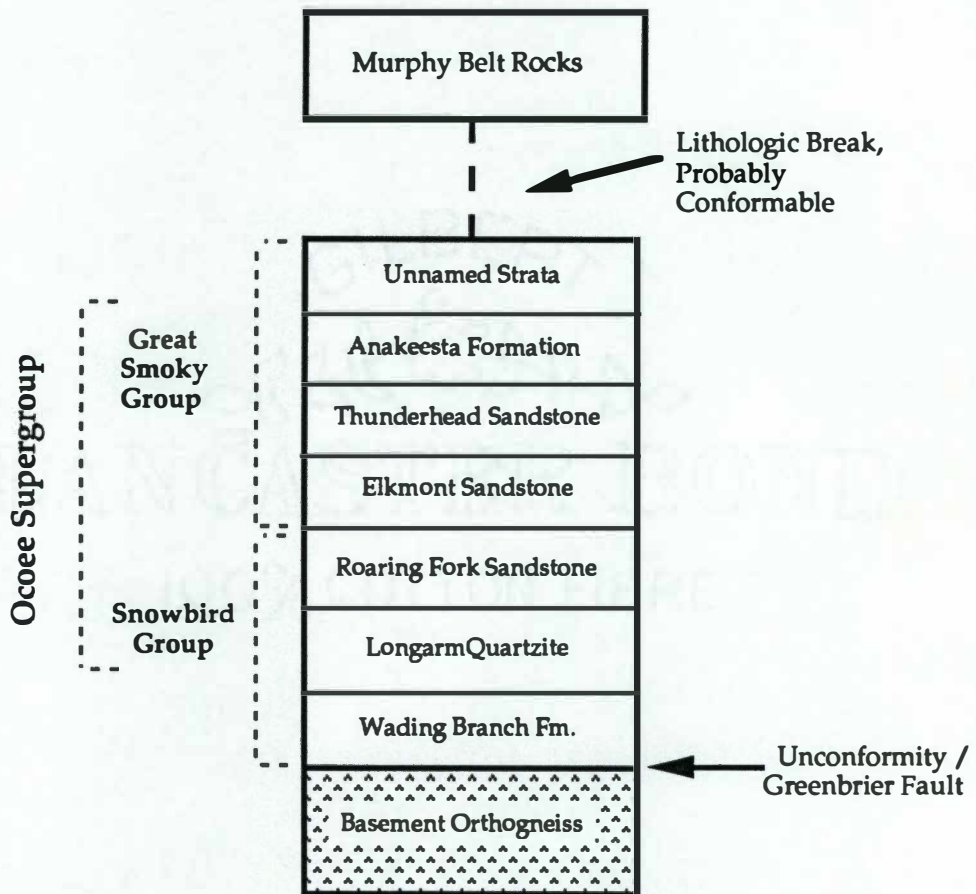 Murphy Belt Rocks
Lithologic Break,
Probably
Conformable
Unnamed Strata
Anakeesta Formation
Thunderhead Sandstone
Elkmont Sandstone
Great
Smoky
Group
Ocoee Supergroup
Roaring Fork Sandstone
LongarmQuartzite
Wading Branch Fm.
Snowbird
Group
Unconformity /
Greenbrier Fault
Basement Orthogneiss